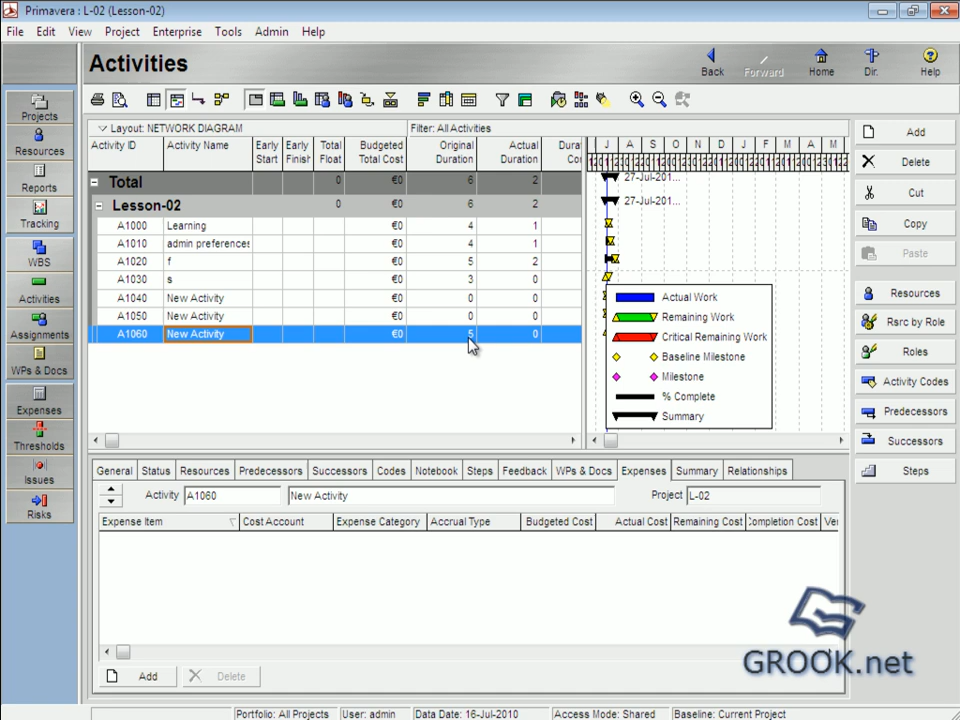 Primavera : L-02 (Lesson-02)
File Edit View Project Enterprise Tools Admin Help
Activities
Back Forward Home Dir. Help
Projects
Resources
Reports
Tracking
WBS
Activities
Assignments
WPs & Docs
Expenses
Thresholds
Issues
Risks
Layout: NETWORK DIAGRAM Filter: All Activities
Activity ID Activity Name Early Start Early Finish Total Float Budgeted Total Cost Original Duration Actual Duration
J A S O N D J F M A M
Total 0 €0 6 2 27-Jul-201...
Lesson-02 0 €0 6 2 27-Jul-201...
A1000 Learning €0 4 1
A1010 admin preferences €0 4 1
A1020 f €0 5 2
A1030 s €0 3 0
A1040 New Activity €0 0 0
A1050 New Activity €0 0 0
A1060 New Activity €0 5 0
Actual Work
Remaining Work
Critical Remaining Work
Baseline Milestone
Milestone
% Complete
Summary
Add
Delete
Cut
Copy
Paste
Resources
Rsrc by Role
Roles
Activity Codes
Predecessors
Successors
Steps
General Status Resources Predecessors Successors Codes Notebook Steps Feedback WPs & Docs Expenses Summary Relationships
Activity A1060 New Activity Project L-02
Expense Item Cost Account Expense Category Accrual Type Budgeted Cost Actual Cost Remaining Cost Completion Cost
Add Delete
GROOK.net
Portfolio: All Projects User: admin Data Date: 16-Jul-2010 Access Mode: Shared Baseline: Current Project